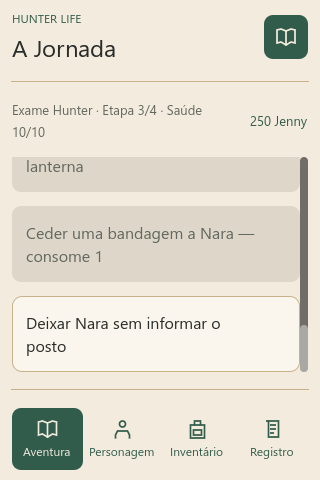 HUNTER LIFE
A Jornada
Exame Hunter · Etapa 3/4 · Saúde
10/10
250 Jenny
lanterna
Ceder uma bandagem a Nara —
consome 1
Deixar Nara sem informar o
posto
Aventura
Personagem
Inventário
Registro